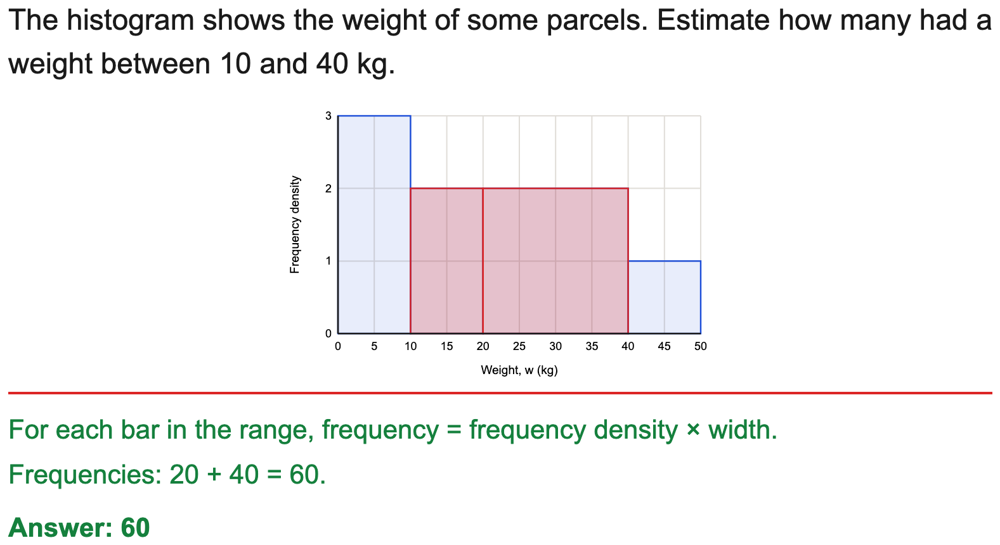 The histogram shows the weight of some parcels. Estimate how many had a
weight between 10 and 40 kg.
3
2
1
0
Frequency density
0 5 10 15 20 25 30 35 40 45 50
Weight, w (kg)
For each bar in the range, frequency = frequency density × width.
Frequencies: 20 + 40 = 60.
Answer: 60